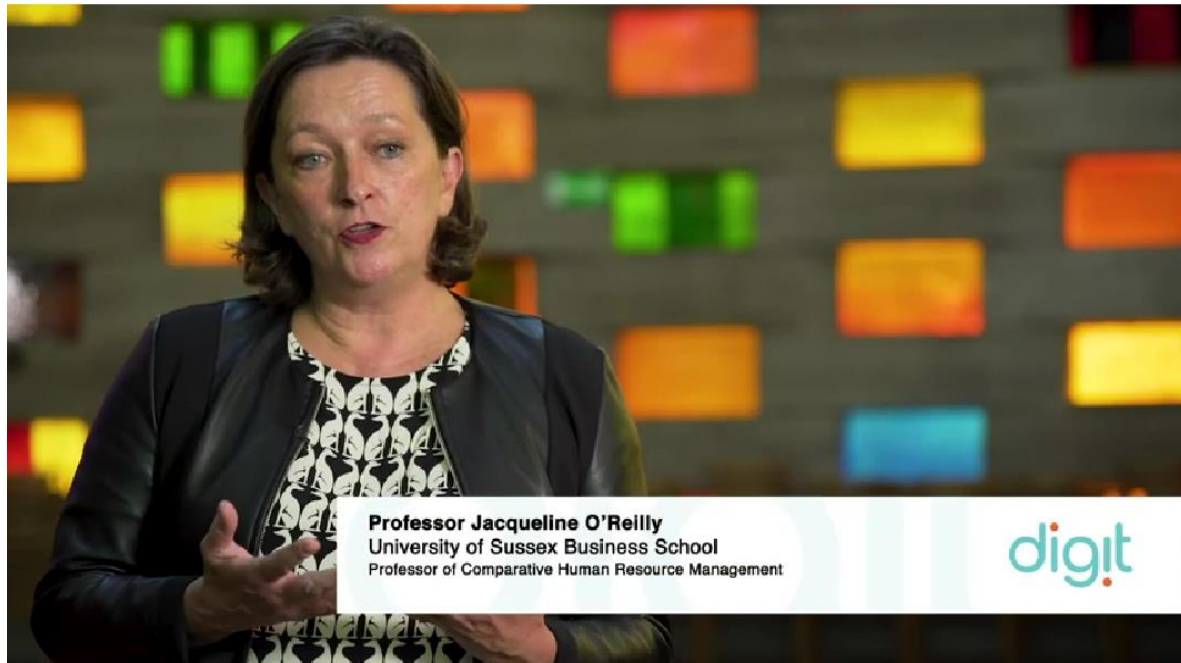 Professor Jacqueline O'Reilly
University of Sussex Business School
Professor of Comparative Human Resource Management
digit